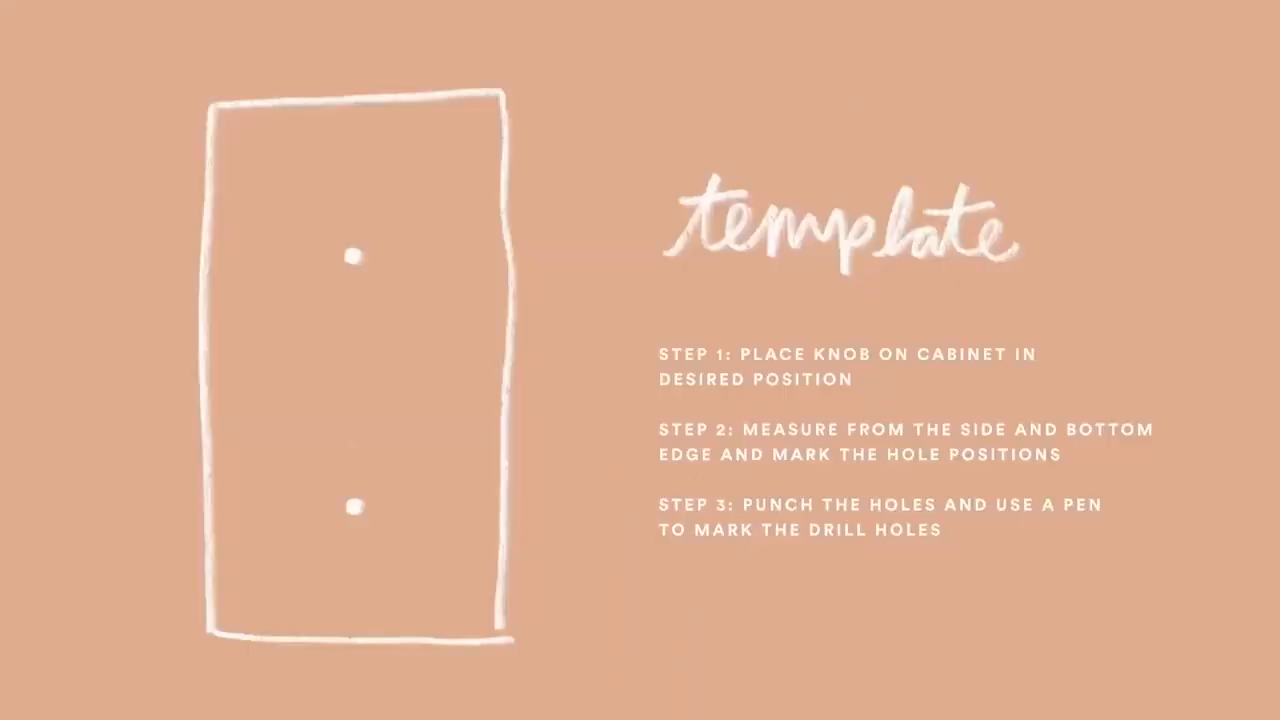 template
STEP 1: PLACE KNOB ON CABINET IN
DESIRED POSITION
STEP 2: MEASURE FROM THE SIDE AND BOTTOM
EDGE AND MARK THE HOLE POSITIONS
STEP 3: PUNCH THE HOLES AND USE A PEN
TO MARK THE DRILL HOLES